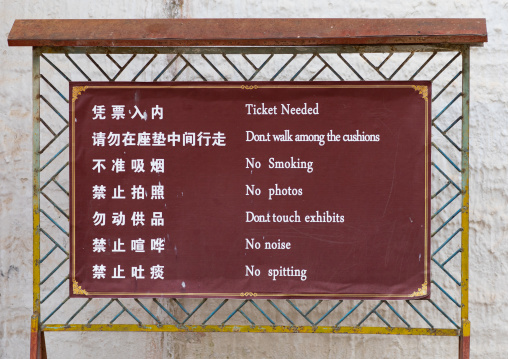 凭票入内 Ticket Needed
请勿在座垫中间行走 Don.t walk among the cushions
不准吸烟 No Smoking
禁止拍照 No photos
勿动供品 Don.t touch exhibits
禁止喧哗 No noise
禁止吐痰 No spitting